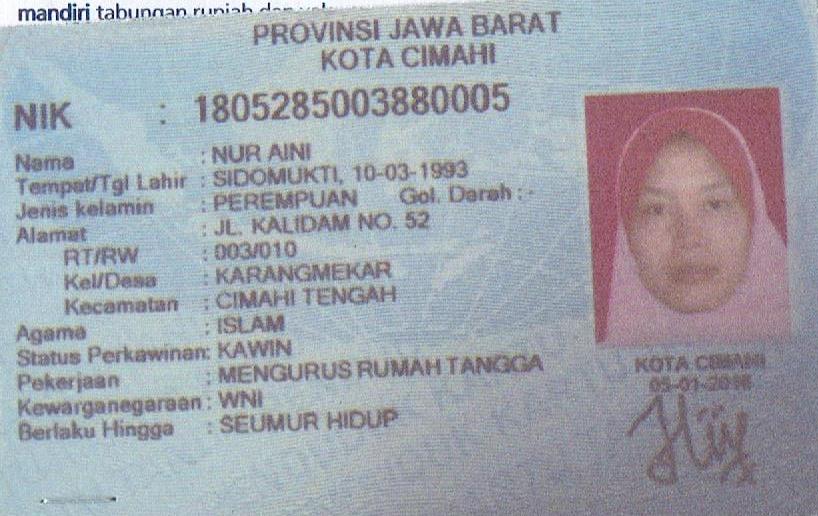 mandiri tabungan rupiah dan
PROVINSI JAWA BARAT
KOTA CIMAHI
NIK : 1805285003880005
Nama : NUR AINI
Tempat/Tgl Lahir : SIDOMUKTI, 10-03-1993
Jenis kelamin : PEREMPUAN Gol. Darah : -
Alamat : JL. KALIDAM NO. 52
RT/RW : 003/010
Kel/Desa : KARANGMEKAR
Kecamatan : CIMAHI TENGAH
Agama : ISLAM
Status Perkawinan: KAWIN
Pekerjaan : MENGURUS RUMAH TANGGA
Kewarganegaraan : WNI
Berlaku Hingga : SEUMUR HIDUP
KOTA CIMAHI
05-01-2016